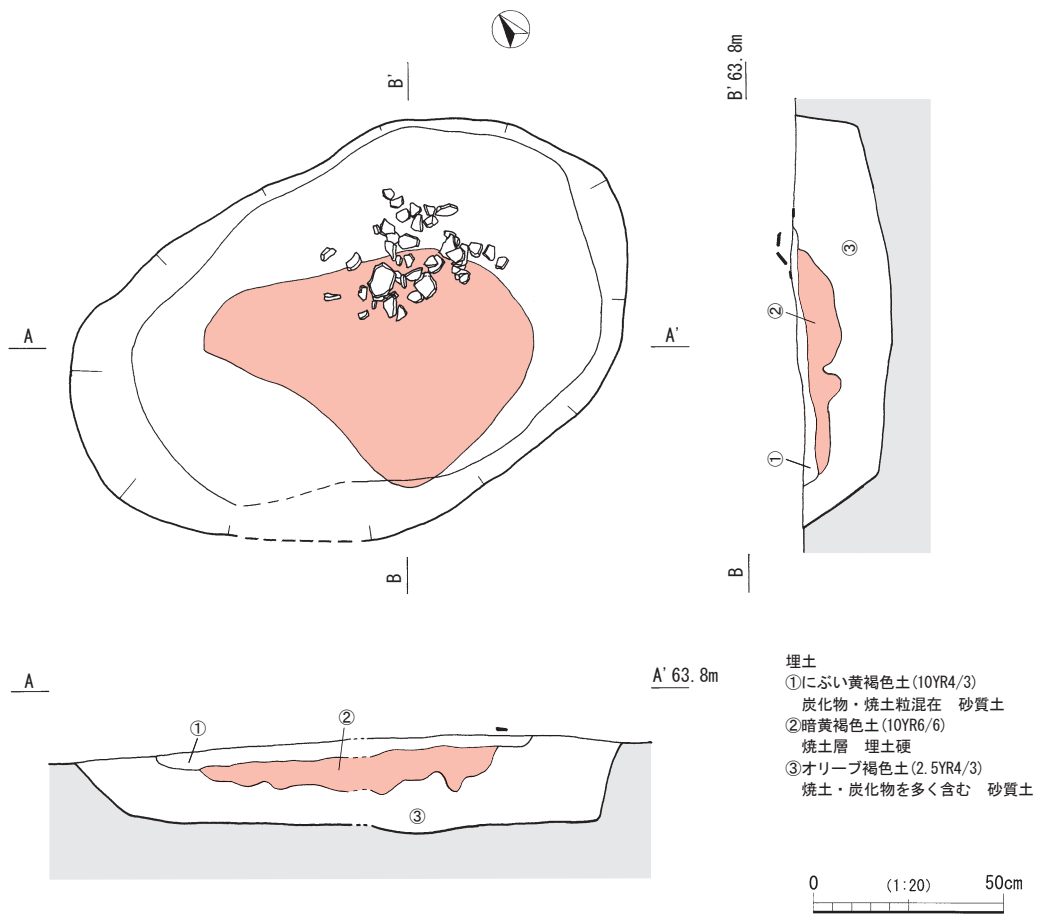 B'
B' 63.8m
③
②
A
A'
①
B
B
A
A' 63.8m
①
②
③
埋土
①にぶい黄褐色土(10YR4/3)
炭化物・焼土粒混在　砂質土
②暗黄褐色土(10YR6/6)
焼土層　埋土硬
③オリーブ褐色土(2.5YR4/3)
焼土・炭化物を多く含む　砂質土
0
(1:20)
50cm